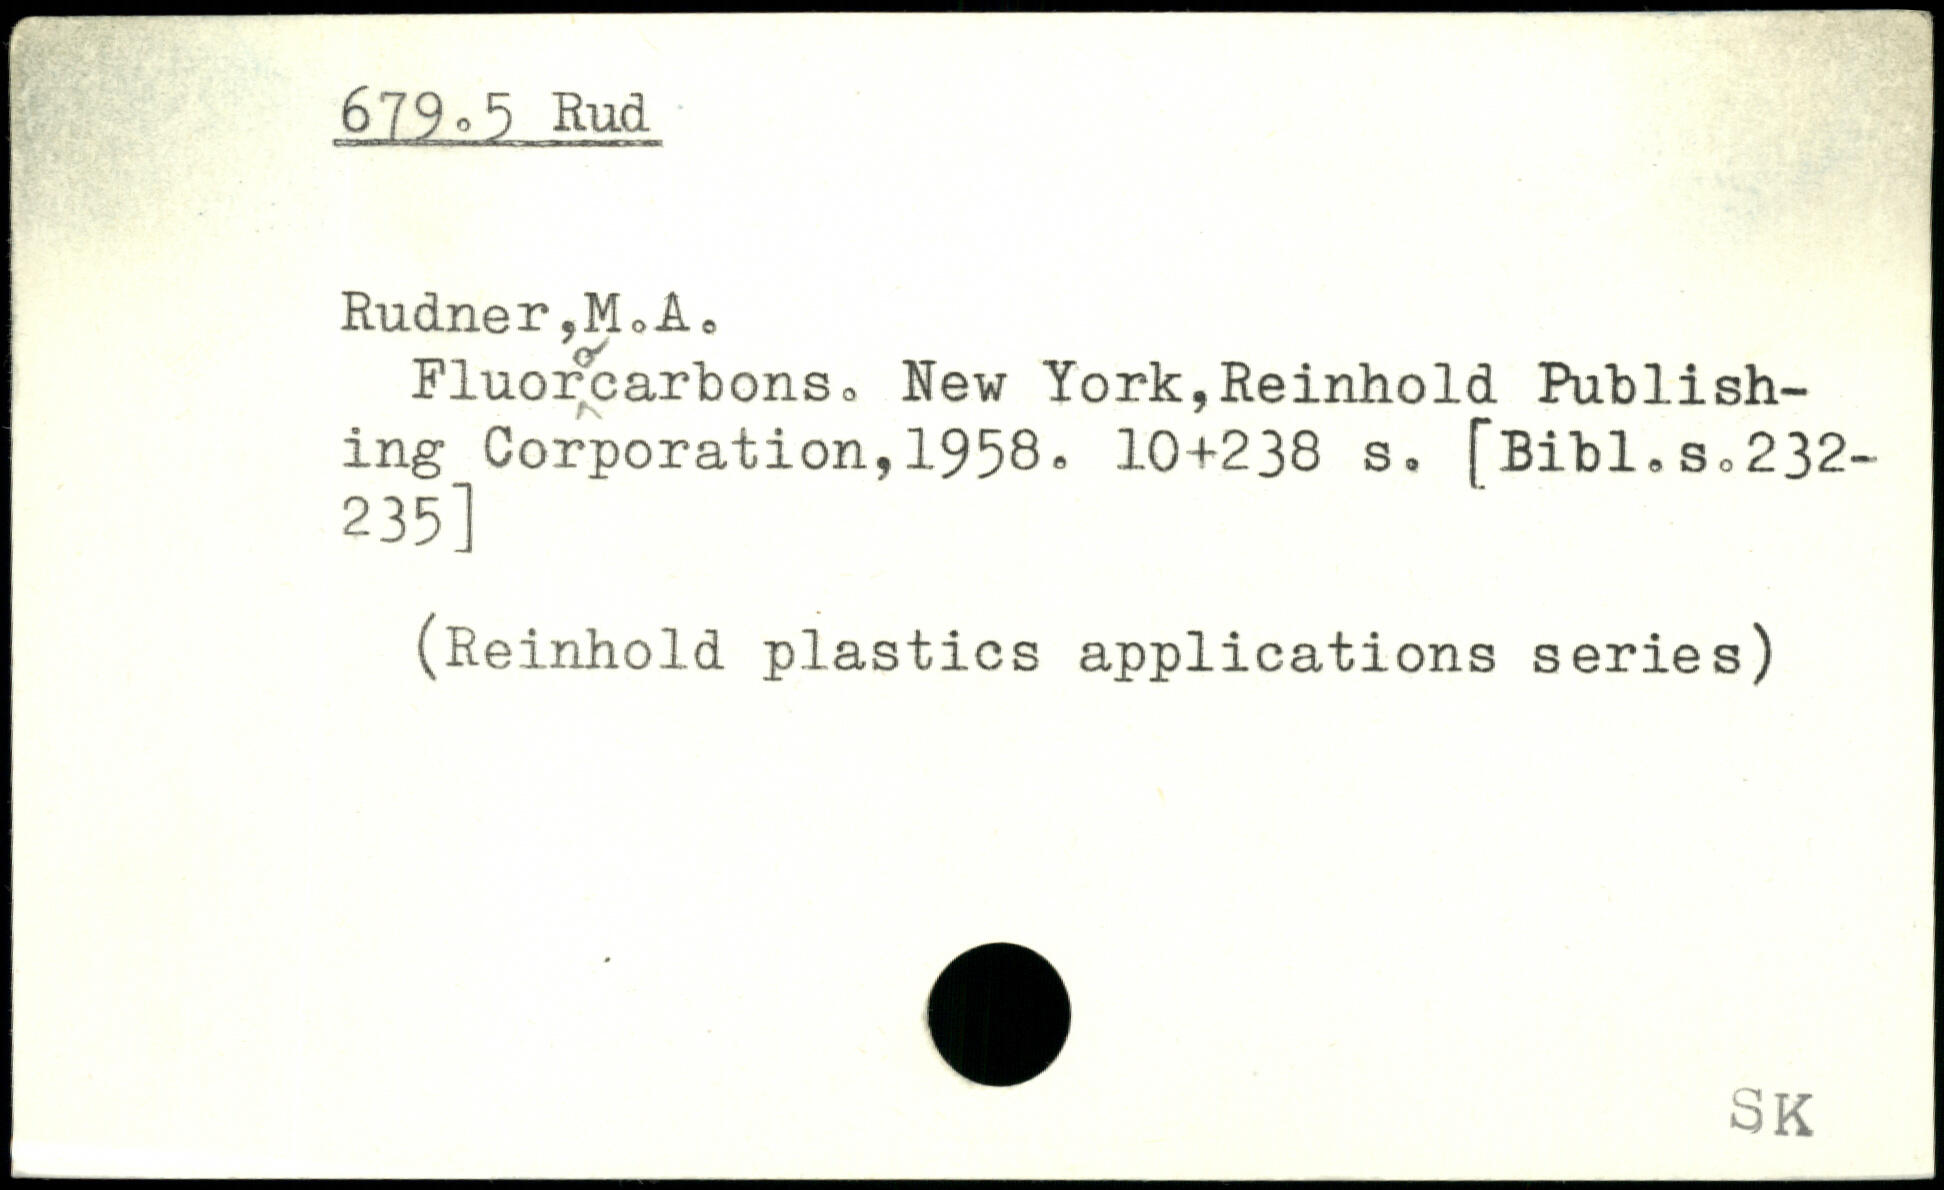 679.5 Rud
Rudner,M.A.
Fluorocarbons. New York,Reinhold Publish-
ing Corporation,1958. 10+238 s. [Bibl.s.232-
235]
(Reinhold plastics applications series)
SK